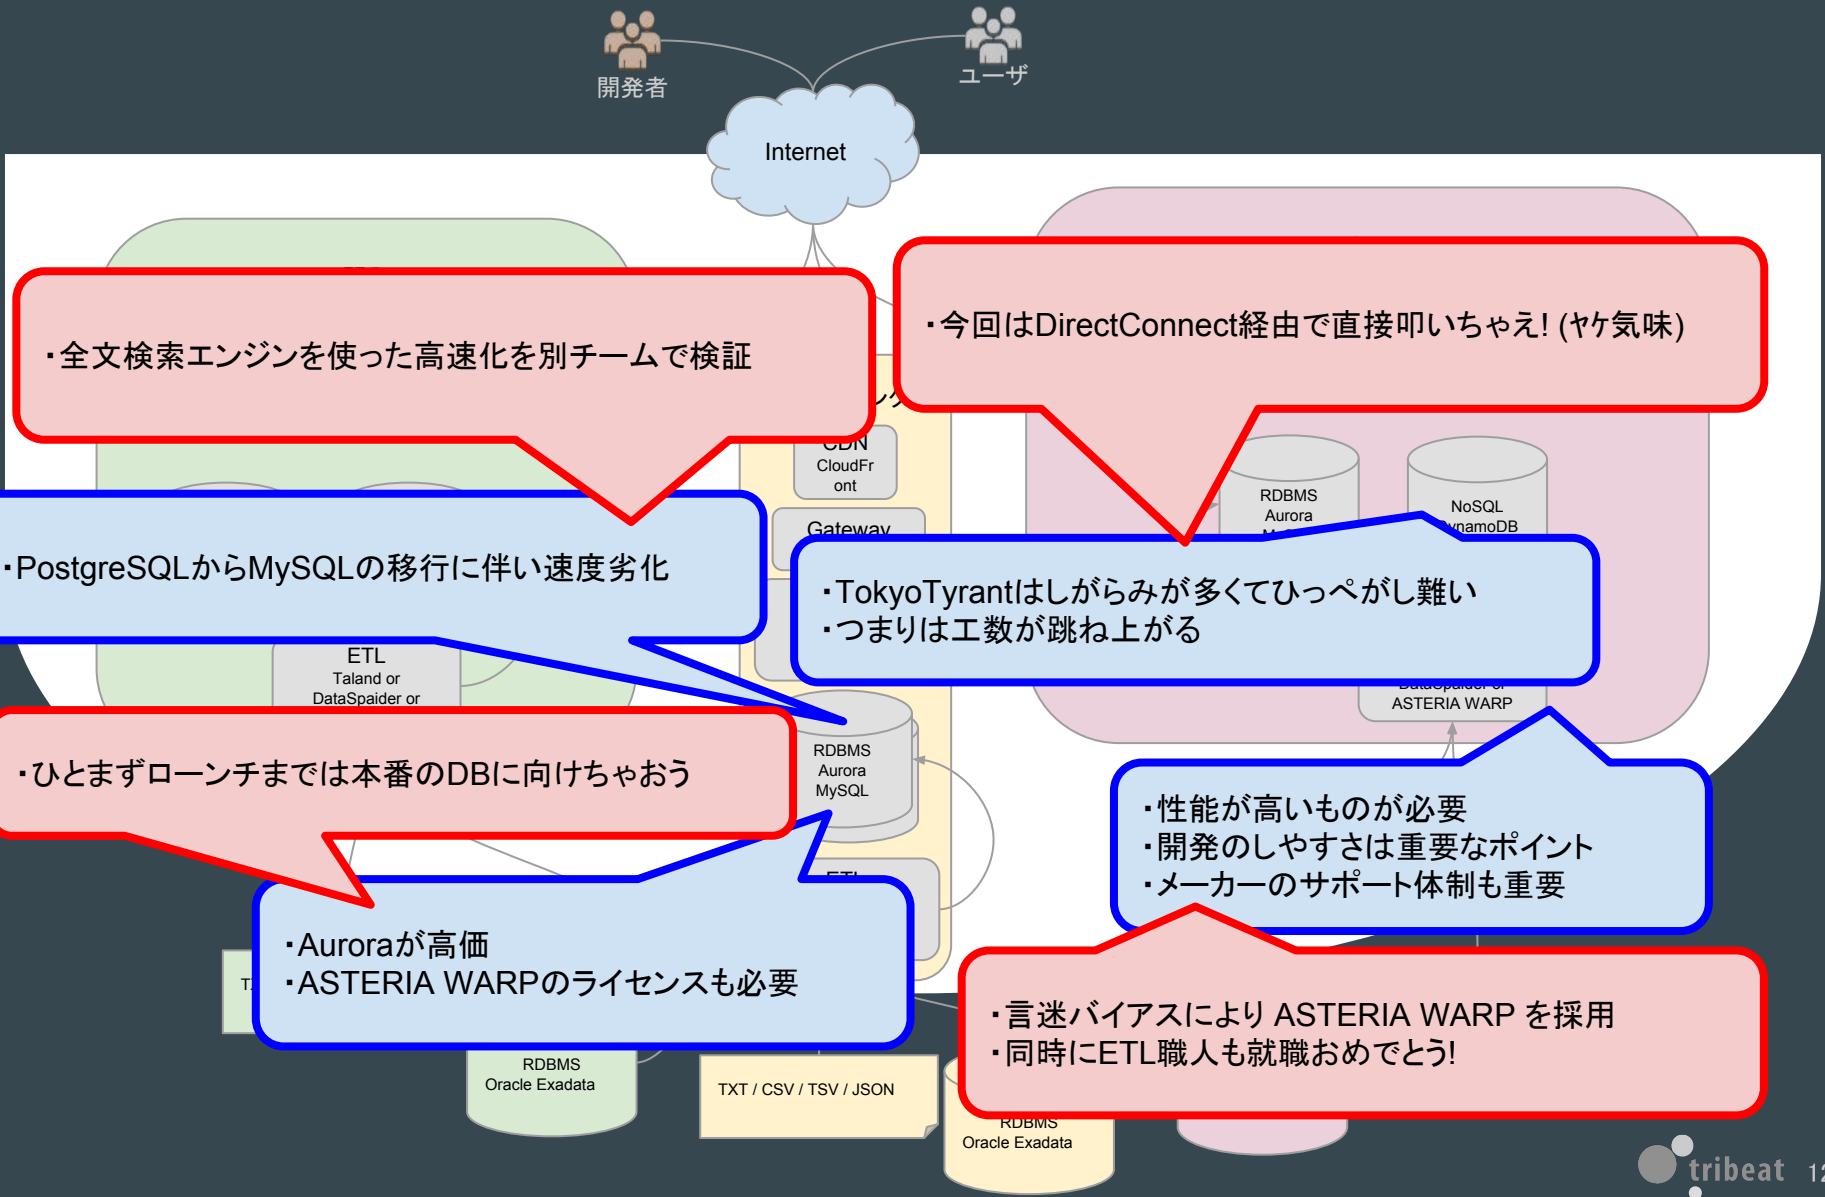 開発者
ユーザ
Internet
・全文検索エンジンを使った高速化を別チームで検証
・今回はDirectConnect経由で直接叩いちゃえ! (ヤケ気味)
CDN
CloudFr
ont
Gateway
RDBMS
Aurora
NoSQL
DynamoDB
・PostgreSQLからMySQLの移行に伴い速度劣化
・TokyoTyrantはしがらみが多くてひっぺがし難い
・つまりは工数が跳ね上がる
ETL
Taland or
DataSpaider or
DataSpaider or
ASTERIA WARP
・ひとまずローンチまでは本番のDBに向けちゃおう
RDBMS
Aurora
MySQL
・性能が高いものが必要
・開発のしやすさは重要なポイント
・メーカーのサポート体制も重要
ETL
・Auroraが高価
・ASTERIA WARPのライセンスも必要
・言迷バイアスにより ASTERIA WARP を採用
・同時にETL職人も就職おめでとう!
RDBMS
Oracle Exadata
TXT / CSV / TSV / JSON
RDBMS
Oracle Exadata
tribeat
12